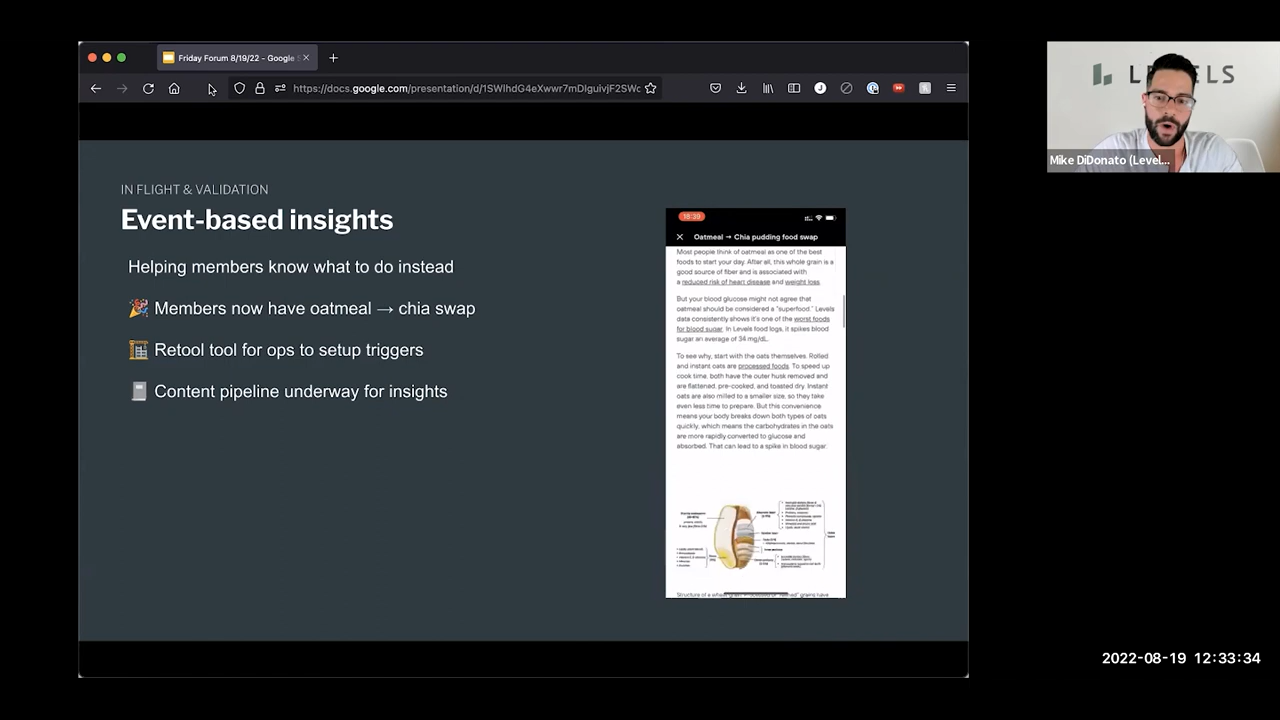 Friday Forum 8/19/22 - Google S
https://docs.google.com/presentation/d/1SWIhdG4eXwwr7mDIguivjF2SWc
IN FLIGHT & VALIDATION
Event-based insights
Helping members know what to do instead
🎉 Members now have oatmeal → chia swap
Retool tool for ops to setup triggers
Content pipeline underway for insights
18:39
Oatmeal → Chia pudding food swap
Most people think of oatmeal as one of the best
foods to start your day. After all, this whole grain is a
good source of fiber and is associated with
a reduced risk of heart disease and weight loss.
But your blood glucose might not agree that
oatmeal should be considered a "superfood." Levels
data consistently shows it's one of the worst foods
for blood sugar. In Levels food logs, it spikes blood
sugar an average of 34 mg/dL.
To see why, start with the oats themselves. Rolled
and instant oats are processed foods. To speed up
cook time, both have the outer husk removed and
are flattened, pre-cooked, and toasted dry. Instant
oats are also milled to a smaller size, so they take
even less time to prepare. But this convenience
means your body breaks down both types of oats
quickly, which means the carbohydrates in the oats
are more rapidly converted to glucose and
absorbed. That can lead to a spike in blood sugar.
LEVELS
Mike DiDonato (Level...
2022-08-19 12:33:34